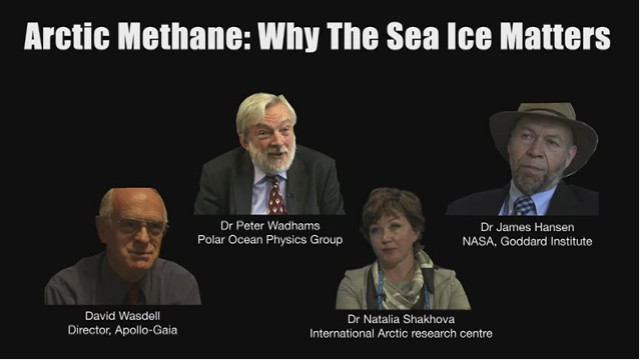 Arctic Methane: Why The Sea Ice Matters
Dr Peter Wadhams
Polar Ocean Physics Group
Dr James Hansen
NASA, Goddard Institute
David Wasdell
Director, Apollo-Gaia
Dr Natalia Shakhova
International Arctic research centre